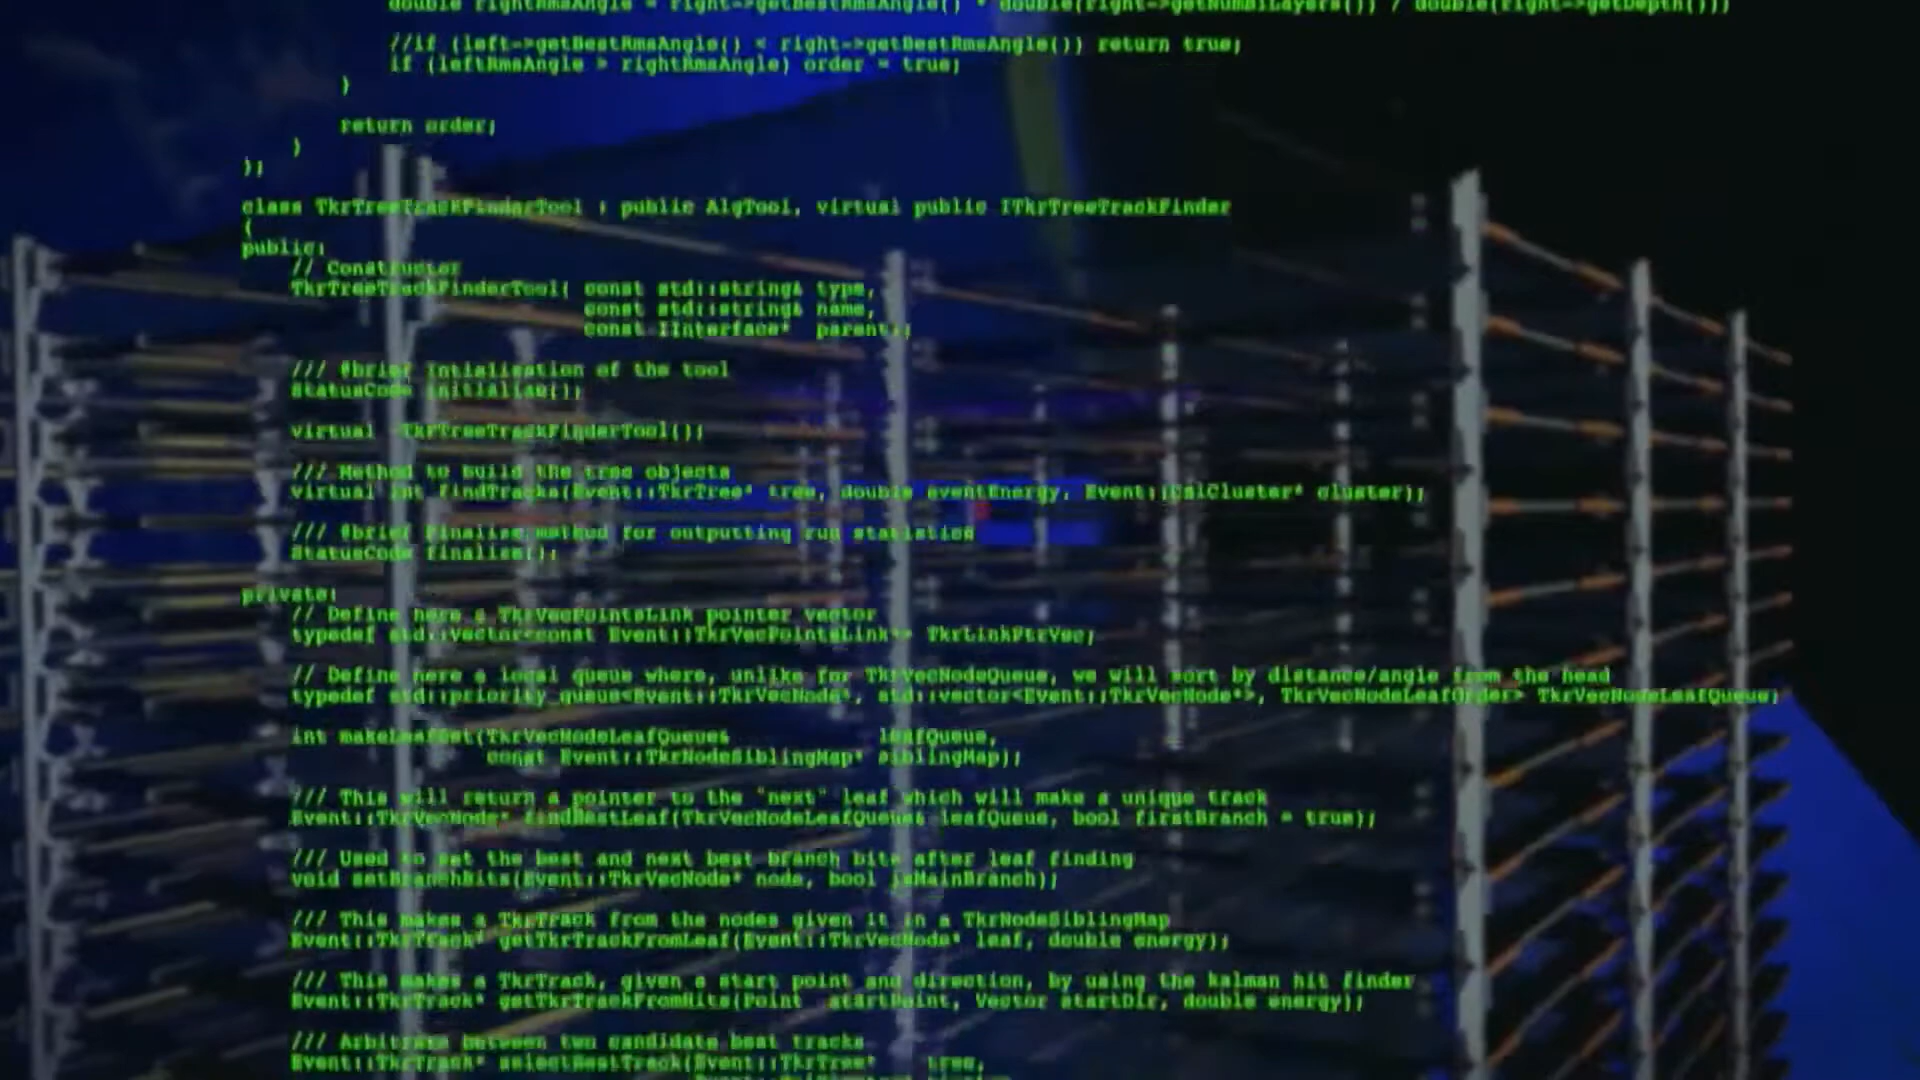 double rightRmsAngle = right->getBestRmsAngle() * double(right->getNumBiLayers()) / double(right->getDepth()));
//if (left->getBestRmsAngle() < right->getBestRmsAngle()) return true;
if (leftRmsAngle > rightRmsAngle) order = true;
}
return order;
}
};
class TkrTreeTrackFinderTool : public AlgTool, virtual public ITkrTreeTrackFinder
{
public:
// Constructor
TkrTreeTrackFinderTool( const std::string& type,
const std::string& name,
const IInterface* parent);
/// @brief Intialization of the tool
StatusCode initialize();
virtual ~TkrTreeTrackFinderTool();
/// Method to build the tree objects
virtual int findTracks(Event::TkrTree* tree, double eventEnergy, Event::CalCluster* cluster);
/// @brief Finalize method for outputting run statistics
StatusCode finalize();
private:
// Define here a TkrVecPointsLink pointer vector
typedef std::vector<const Event::TkrVecPointsLink*> TkrLinkPtrVec;
// Define here a local queue where, unlike for TkrVecNodeQueue, we will sort by distance/angle from the head
typedef std::priority_queue<Event::TkrVecNode*, std::vector<Event::TkrVecNode*>, TkrVecNodeLeafOrder> TkrVecNodeLeafQueue;
int makeLeafSet(TkrVecNodeLeafQueue& leafQueue,
const Event::TkrNodeSiblingMap* siblingMap);
/// This will return a pointer to the "next" leaf which will make a unique track
Event::TkrVecNode* findBestLeaf(TkrVecNodeLeafQueue& leafQueue, bool firstBranch = true);
/// Used to set the best and next best branch bits after leaf finding
void setBranchBits(Event::TkrVecNode* node, bool isMainBranch);
/// This makes a TkrTrack from the nodes given it in a TkrNodeSiblingMap
Event::TkrTrack* getTkrTrackFromLeaf(Event::TkrVecNode* leaf, double energy);
/// This makes a TkrTrack, given a start point and direction, by using the kalman hit finder
Event::TkrTrack* getTkrTrackFromHits(Point startPoint, Vector startDir, double energy);
/// Arbitrate between two candidate best tracks
Event::TkrTrack* selectBestTrack(Event::TkrTree* tree,